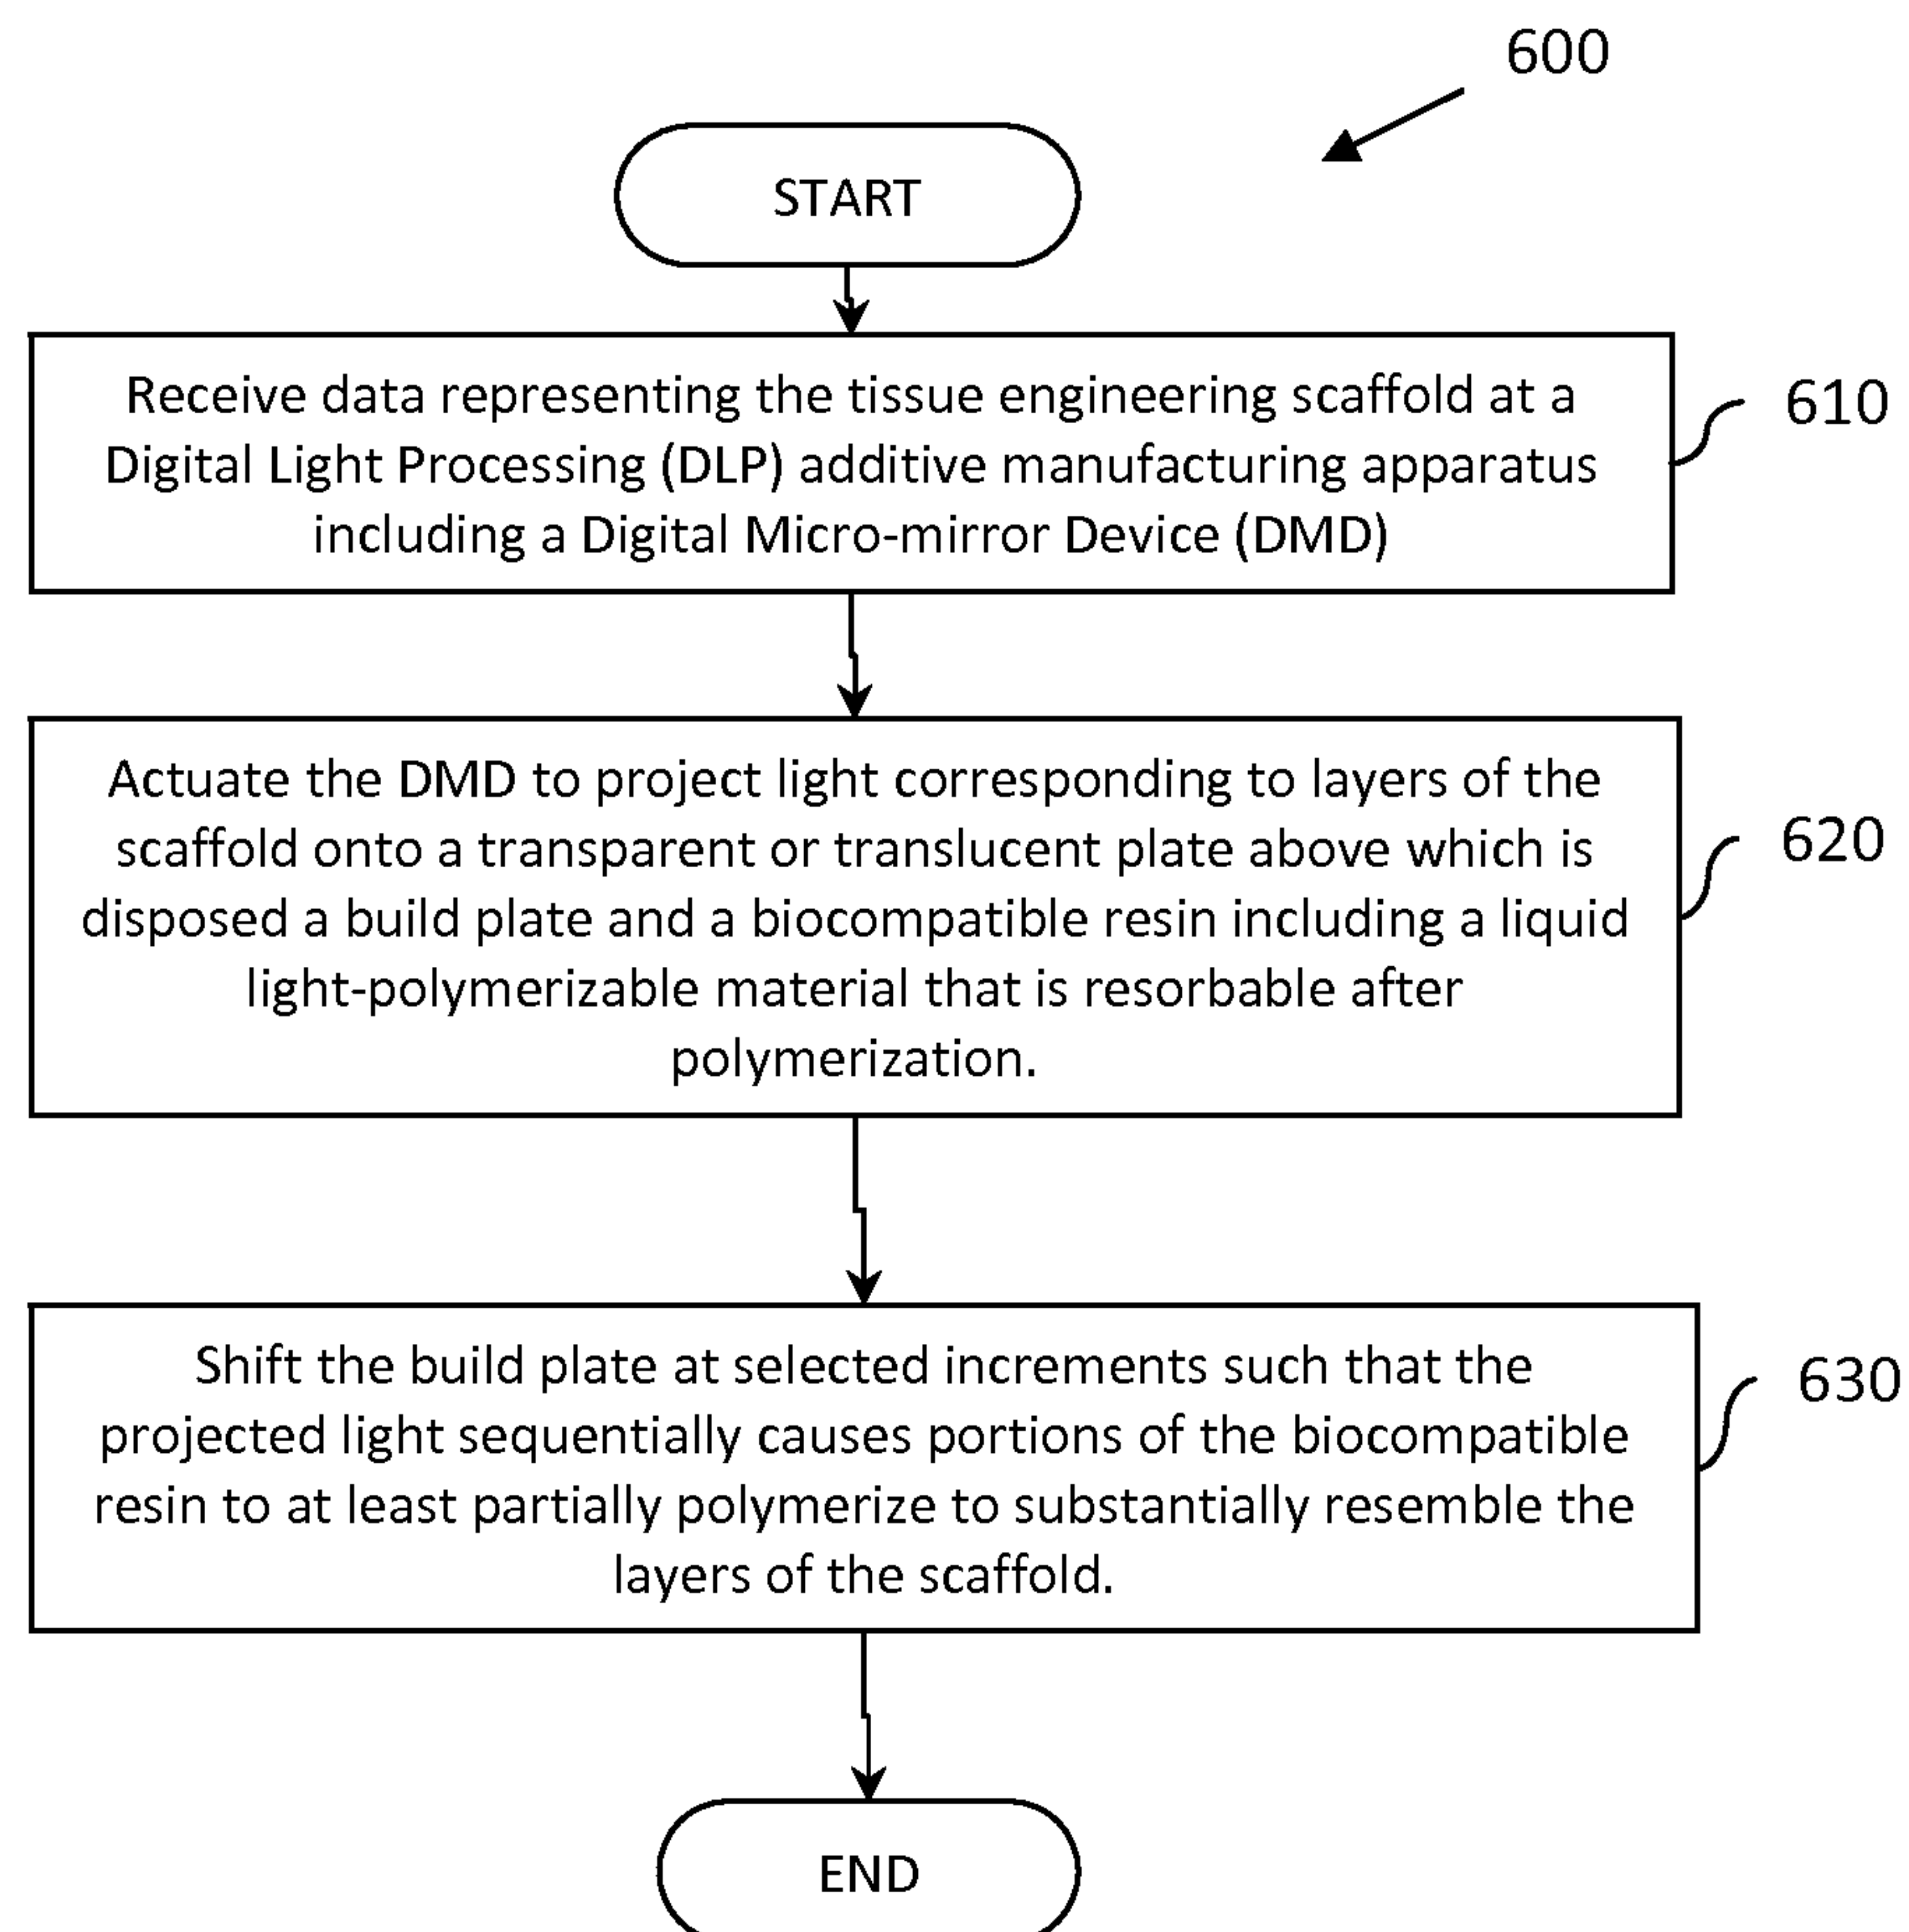 600
START
Receive data representing the tissue engineering scaffold at a
Digital Light Processing (DLP) additive manufacturing apparatus
including a Digital Micro-mirror Device (DMD)
610
Actuate the DMD to project light corresponding to layers of the
scaffold onto a transparent or translucent plate above which is
disposed a build plate and a biocompatible resin including a liquid
light-polymerizable material that is resorbable after
polymerization.
620
Shift the build plate at selected increments such that the
projected light sequentially causes portions of the biocompatible
resin to at least partially polymerize to substantially resemble the
layers of the scaffold.
630
END